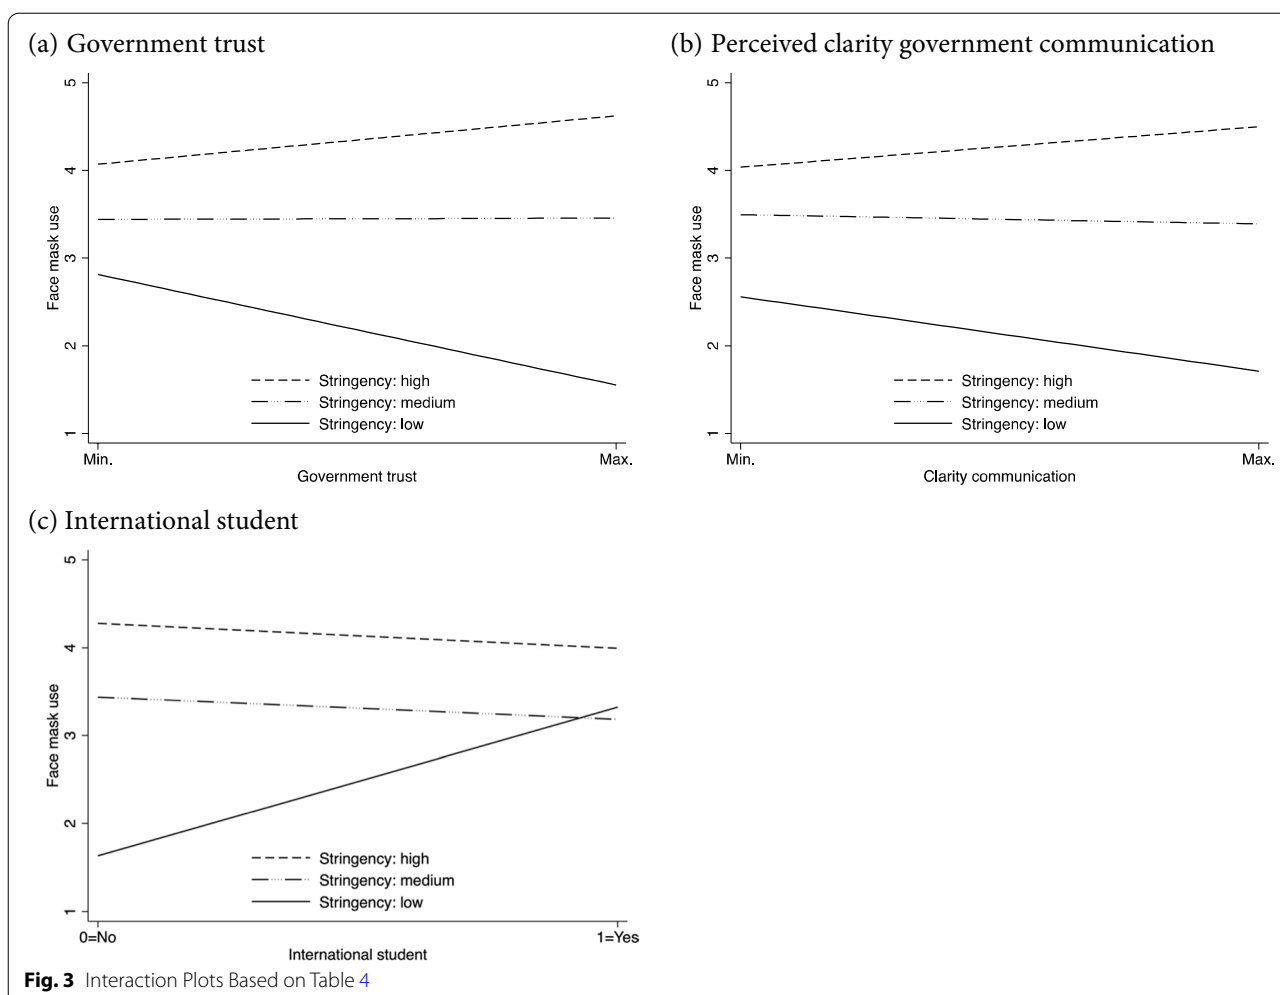 (a) Government trust
5
4
3
2
1
Face mask use
Stringency: high
Stringency: medium
Stringency: low
Min.
Max.
Government trust
(b) Perceived clarity government communication
5
4
3
2
1
Face mask use
Stringency: high
Stringency: medium
Stringency: low
Min.
Max.
Clarity communication
(c) International student
5
4
3
2
1
Face mask use
Stringency: high
Stringency: medium
Stringency: low
0=No
1=Yes
International student
Fig. 3 Interaction Plots Based on Table 4